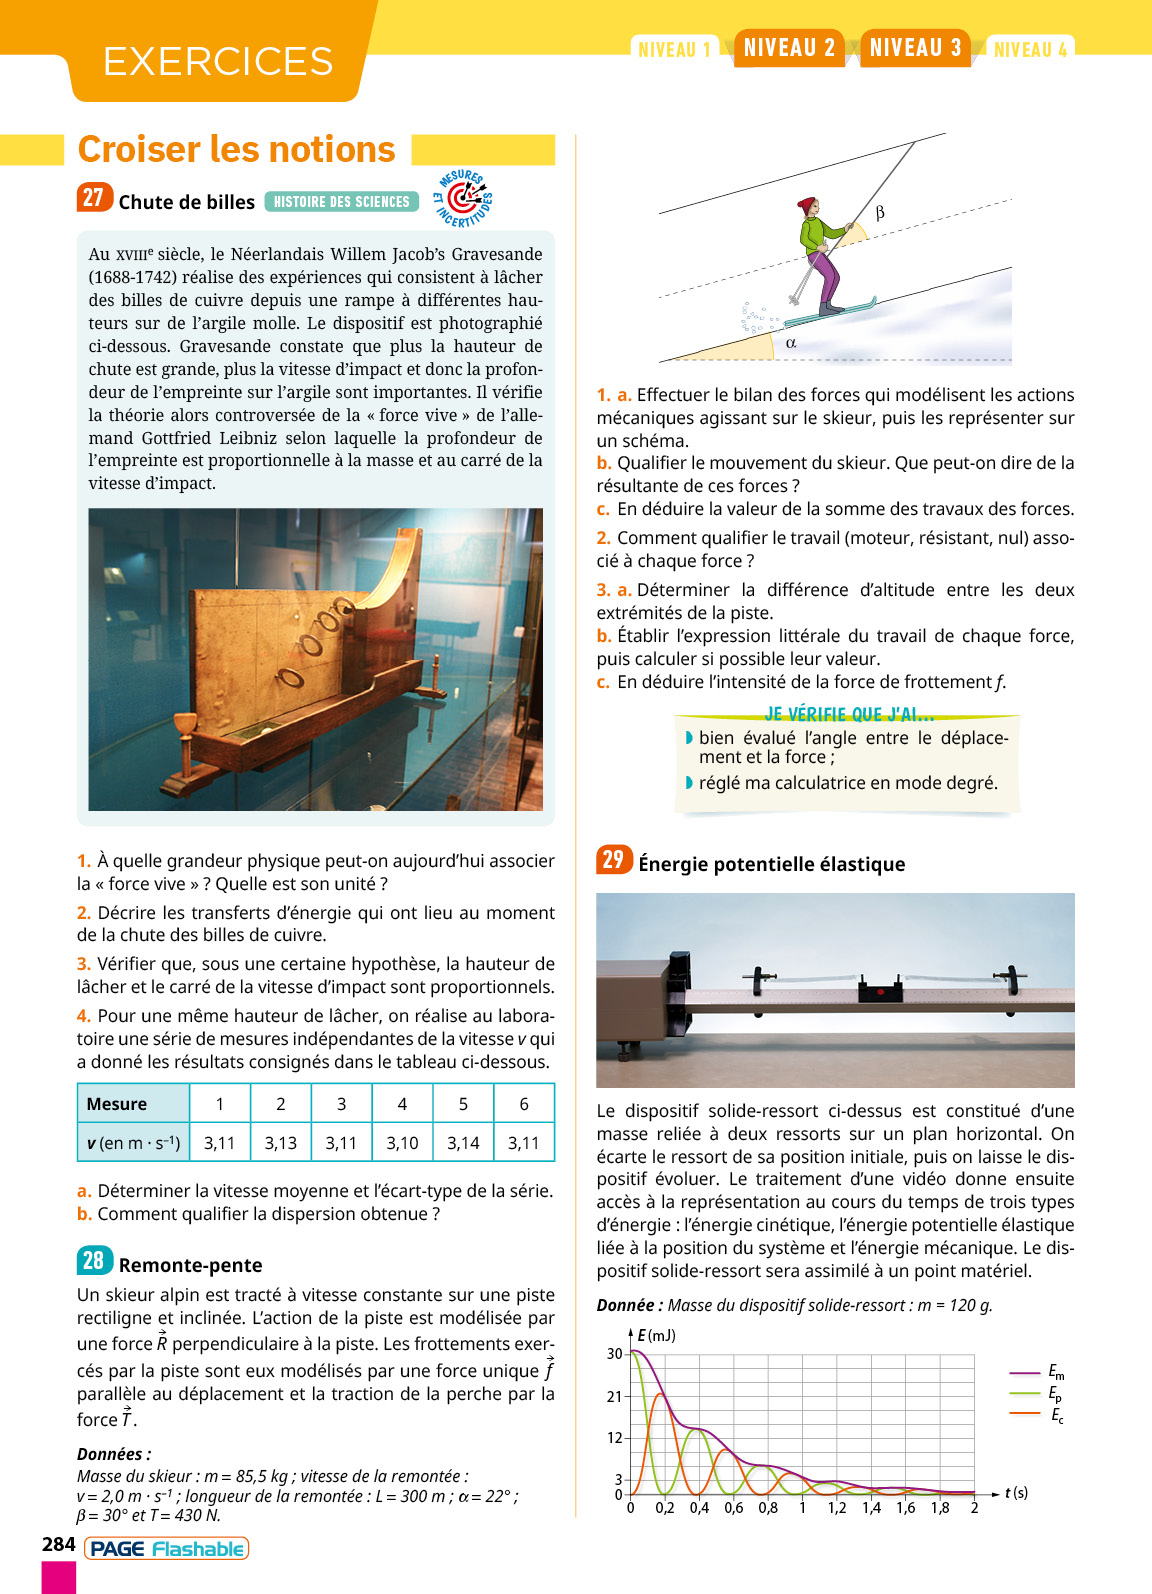 EXERCICES
NIVEAU 1 NIVEAU 2 NIVEAU 3 NIVEAU 4
Croiser les notions
27 Chute de billes HISTOIRE DES SCIENCES MESURES ET INCERTITUDES
Au XVIIIe siècle, le Néerlandais Willem Jacob’s Gravesande
(1688-1742) réalise des expériences qui consistent à lâcher
des billes de cuivre depuis une rampe à différentes hau-
teurs sur de l’argile molle. Le dispositif est photographié
ci-dessous. Gravesande constate que plus la hauteur de
chute est grande, plus la vitesse d’impact et donc la profon-
deur de l’empreinte sur l’argile sont importantes. Il vérifie
la théorie alors controversée de la « force vive » de l’alle-
mand Gottfried Leibniz selon laquelle la profondeur de
l’empreinte est proportionnelle à la masse et au carré de la
vitesse d’impact.
1. À quelle grandeur physique peut-on aujourd’hui associer
la « force vive » ? Quelle est son unité ?
2. Décrire les transferts d’énergie qui ont lieu au moment
de la chute des billes de cuivre.
3. Vérifier que, sous une certaine hypothèse, la hauteur de
lâcher et le carré de la vitesse d’impact sont proportionnels.
4. Pour une même hauteur de lâcher, on réalise au labora-
toire une série de mesures indépendantes de la vitesse v qui
a donné les résultats consignés dans le tableau ci-dessous.
Mesure 1 2 3 4 5 6
v (en m · s⁻¹) 3,11 3,13 3,11 3,10 3,14 3,11
a. Déterminer la vitesse moyenne et l’écart-type de la série.
b. Comment qualifier la dispersion obtenue ?
28 Remonte-pente
Un skieur alpin est tracté à vitesse constante sur une piste
rectiligne et inclinée. L’action de la piste est modélisée par
une force R⃗ perpendiculaire à la piste. Les frottements exer-
cés par la piste sont eux modélisés par une force unique f⃗
parallèle au déplacement et la traction de la perche par la
force T⃗.
Données :
Masse du skieur : m = 85,5 kg ; vitesse de la remontée :
v = 2,0 m · s⁻¹ ; longueur de la remontée : L = 300 m ; α = 22° ;
β = 30° et T = 430 N.
β
α
1. a. Effectuer le bilan des forces qui modélisent les actions
mécaniques agissant sur le skieur, puis les représenter sur
un schéma.
b. Qualifier le mouvement du skieur. Que peut-on dire de la
résultante de ces forces ?
c. En déduire la valeur de la somme des travaux des forces.
2. Comment qualifier le travail (moteur, résistant, nul) asso-
cié à chaque force ?
3. a. Déterminer la différence d’altitude entre les deux
extrémités de la piste.
b. Établir l’expression littérale du travail de chaque force,
puis calculer si possible leur valeur.
c. En déduire l’intensité de la force de frottement f.
JE VÉRIFIE QUE J’AI...
bien évalué l’angle entre le déplace-
ment et la force ;
réglé ma calculatrice en mode degré.
29 Énergie potentielle élastique
Le dispositif solide-ressort ci-dessus est constitué d’une
masse reliée à deux ressorts sur un plan horizontal. On
écarte le ressort de sa position initiale, puis on laisse le dis-
positif évoluer. Le traitement d’une vidéo donne ensuite
accès à la représentation au cours du temps de trois types
d’énergie : l’énergie cinétique, l’énergie potentielle élastique
liée à la position du système et l’énergie mécanique. Le dis-
positif solide-ressort sera assimilé à un point matériel.
Donnée : Masse du dispositif solide-ressort : m = 120 g.
E (mJ)
30
21
12
3
0
0 0,2 0,4 0,6 0,8 1 1,2 1,4 1,6 1,8 2
t (s)
Em
Ep
Ec
284 PAGE Flashable